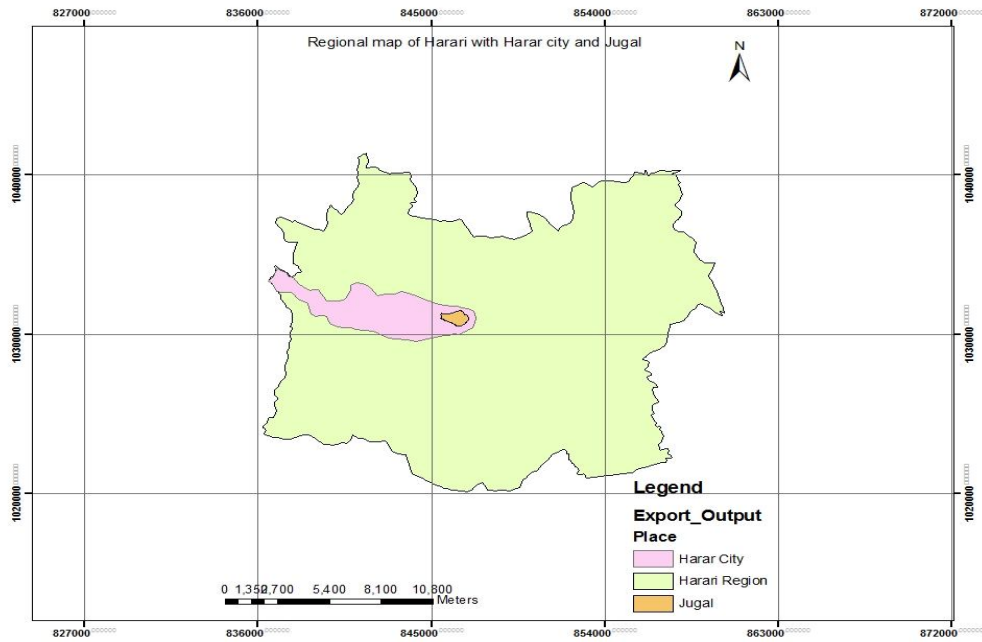 827000 836000 845000 854000 863000 872000
Regional map of Harari with Harar city and Jugal
N
1040000 1040000
1030000 1030000
1020000 1020000
Legend
Export_Output
Place
Harar City
Harari Region
Jugal
0 1,350 2,700 5,400 8,100 10,800
Meters
827000 836000 845000 854000 863000 872000